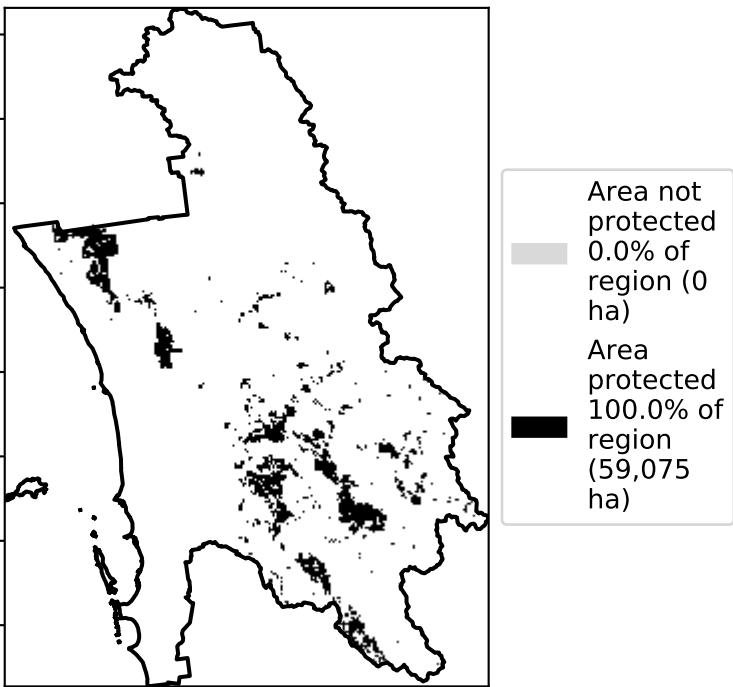 Area not
protected
0.0% of
region (0
ha)
Area
protected
100.0% of
region
(59,075
ha)